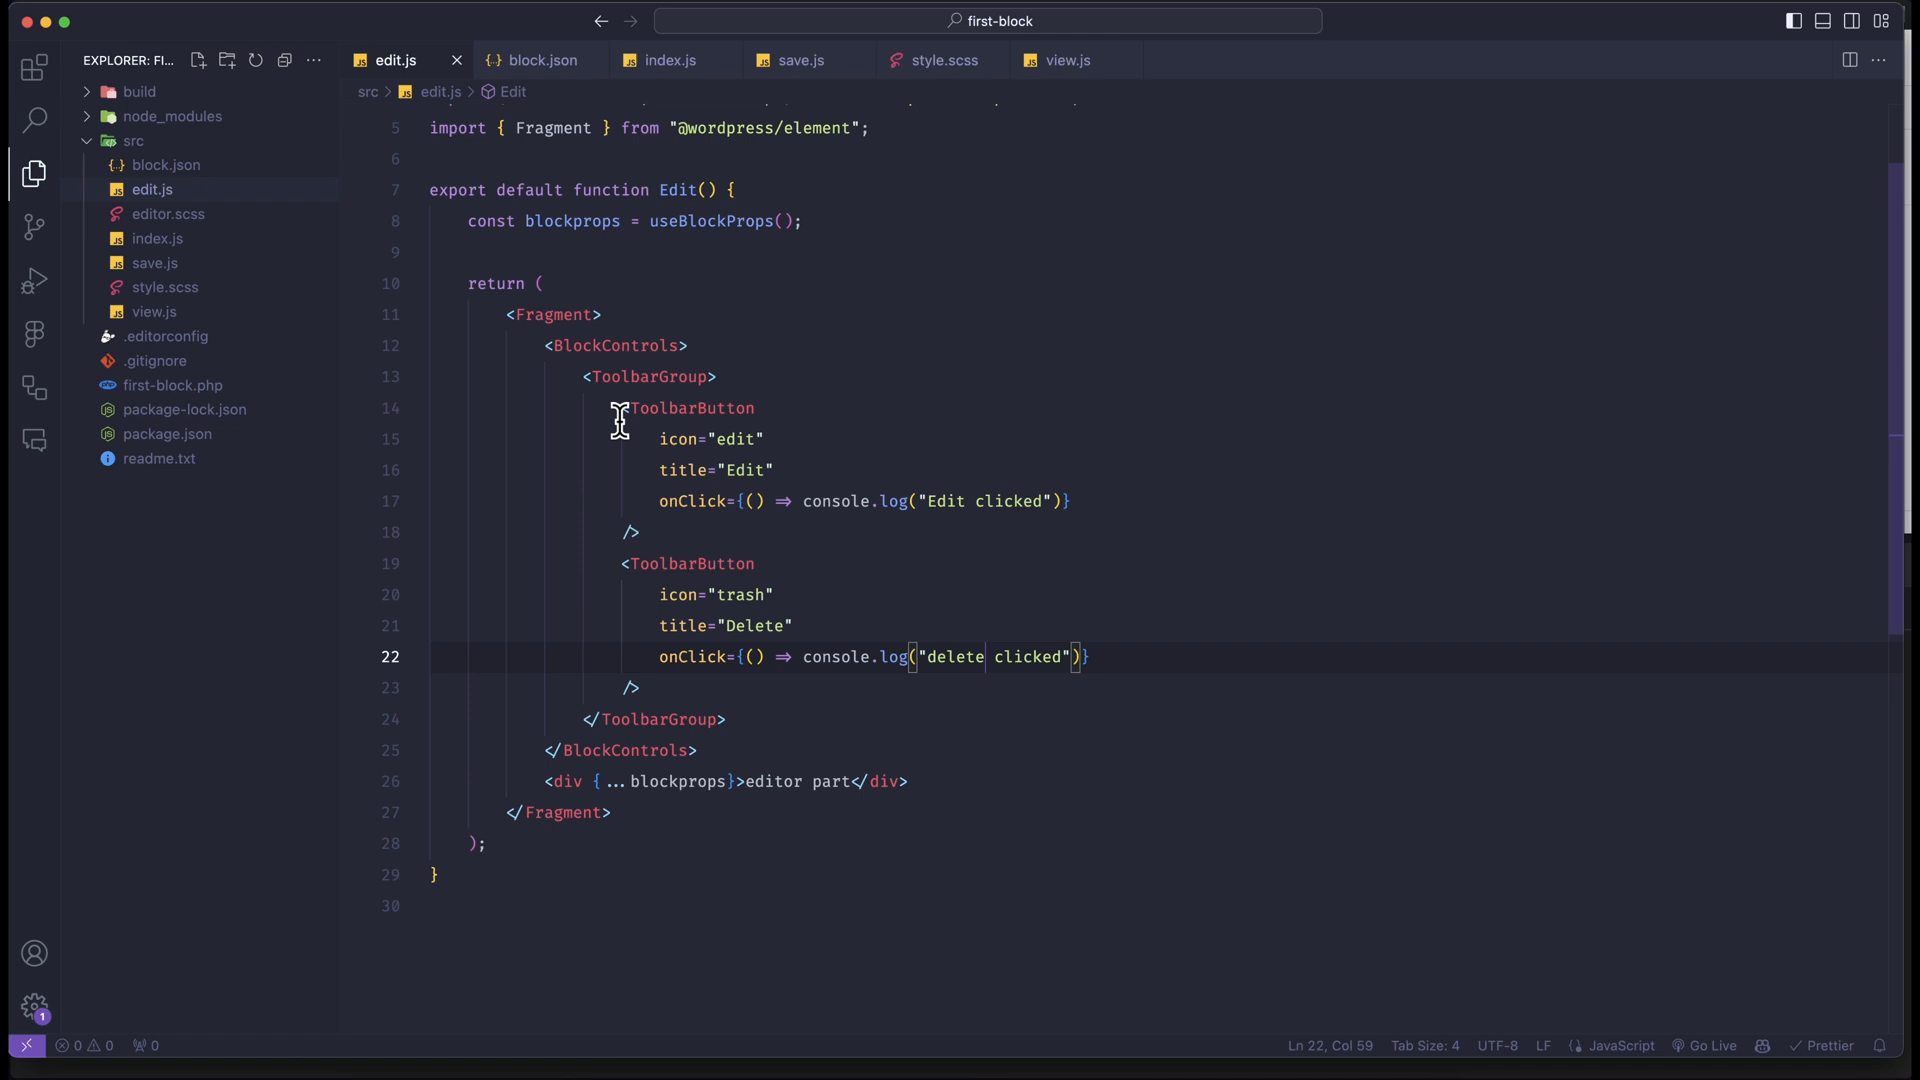 first-block
EXPLORER: FI...
edit.js
block.json
index.js
save.js
style.scss
view.js
src > edit.js > Edit
build
node_modules
src
block.json
edit.js
editor.scss
index.js
save.js
style.scss
view.js
.editorconfig
.gitignore
first-block.php
package-lock.json
package.json
readme.txt
5 import { Fragment } from "@wordpress/element";
6
7 export default function Edit() {
8 const blockprops = useBlockProps();
9
10 return (
11 <Fragment>
12 <BlockControls>
13 <ToolbarGroup>
14 <ToolbarButton
15 icon="edit"
16 title="Edit"
17 onClick={() => console.log("Edit clicked")}
18 />
19 <ToolbarButton
20 icon="trash"
21 title="Delete"
22 onClick={() => console.log("delete clicked")}
23 />
24 </ToolbarGroup>
25 </BlockControls>
26 <div {...blockprops}>editor part</div>
27 </Fragment>
28 );
29 }
30
1
0 0 0 Ln 22, Col 59 Tab Size: 4 UTF-8 LF JavaScript Go Live Prettier